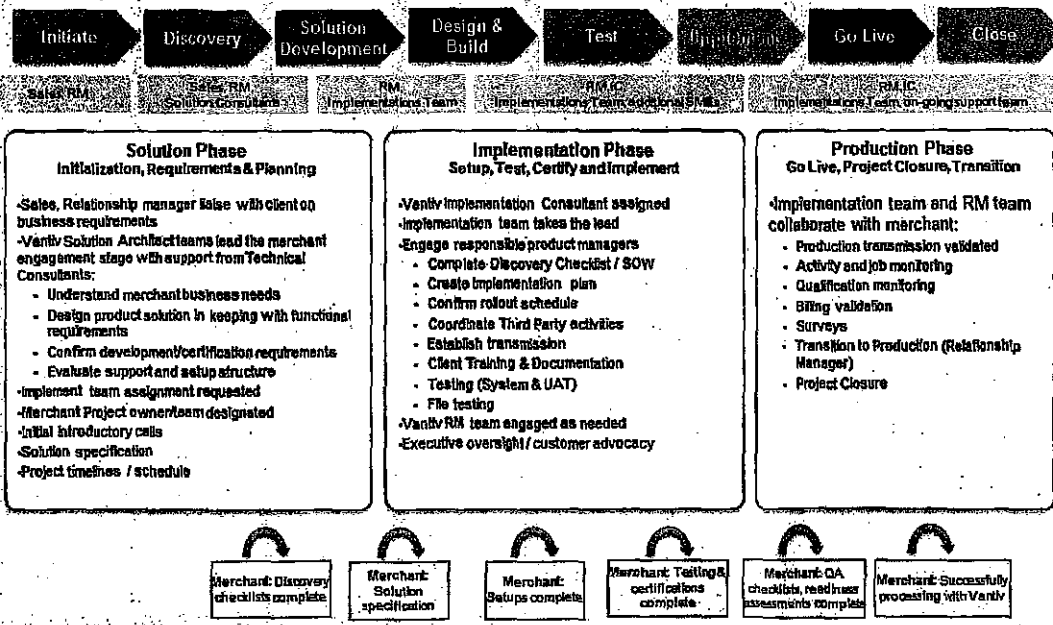 Initiate
Discovery
Solution
Development
Design &
Build
Test
Go Live
Close
Sales RM
Sales RM
Solution Consultants
RM
Implementations Team
RM IC
Implementations Team, additional SMEs
RM IC
Implementations Team, on-going support team
Solution Phase
Initialization, Requirements & Planning
•Sales, Relationship manager liaise with client on
business requirements
•Vantiv Solution Architect teams lead the merchant
engagement stage with support from Technical
Consultants:
• Understand merchant business needs
• Design product solution in keeping with functional
requirements
• Confirm development/certification requirements
• Evaluate support and setup structure
•Implement team assignment requested
•Merchant Project owner/team designated
•Initial introductory calls
•Solution specification
•Project timelines / schedule
Implementation Phase
Setup, Test, Certify and Implement
•Vantiv Implementation Consultant assigned
•Implementation team takes the lead
•Engage responsible product managers
• Complete Discovery Checklist / SOW
• Create implementation plan
• Confirm rollout schedule
• Coordinate Third Party activities
• Establish transmission
• Client Training & Documentation
• Testing (System & UAT)
• File testing
•Vantiv RM team engaged as needed
•Executive oversight / customer advocacy
Production Phase
Go Live, Project Closure, Transition
•Implementation team and RM team
collaborate with merchant:
• Production transmission validated
• Activity and job monitoring
• Qualification monitoring
• Billing validation
• Surveys
• Transition to Production (Relationship
Manager)
• Project Closure
Merchant: Discovery
checklists complete
Merchant:
Solution
specification
Merchant:
Setups complete
Merchant: Testing &
certifications
complete
Merchant: QA
checklists, readiness
assessments complete
Merchant: Successfully
processing with Vantiv